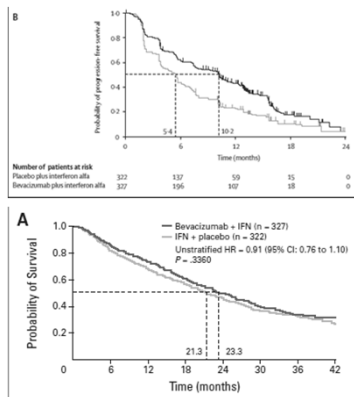 B
Probability of progression-free survival
1·0
0·8
0·6
0·4
0·2
0
5·4
10·2
0 6 12 18 24
Time (months)
Number of patients at risk
Placebo plus interferon alfa 322 137 59 15 0
Bevacizumab plus interferon alfa 327 196 107 18 0
A
Probability of Survival
Bevacizumab + IFN (n = 327)
IFN + placebo (n = 322)
Unstratified HR = 0.91 (95% CI: 0.76 to 1.10)
P = .3360
1.0
0.8
0.6
0.4
0.2
21.3
23.3
0 6 12 18 24 30 36 42
Time (months)